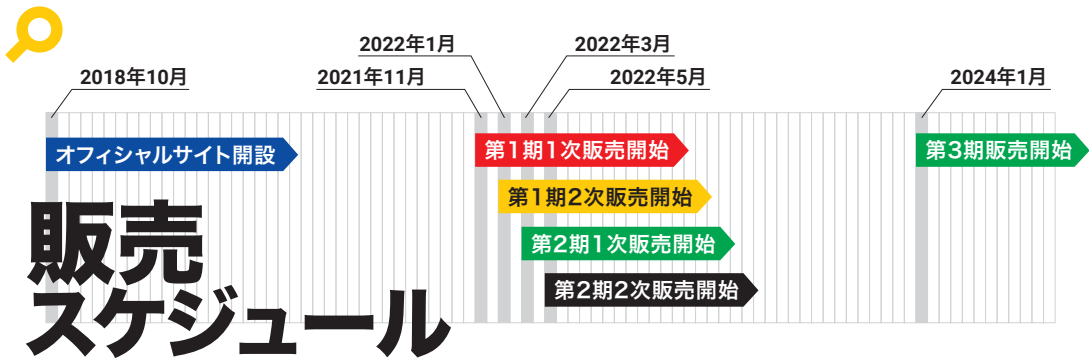 2022年1月
2022年3月
2018年10月
2021年11月
2022年5月
2024年1月
オフィシャルサイト開設
第1期1次販売開始
第3期販売開始
第1期2次販売開始
第2期1次販売開始
第2期2次販売開始
販売
スケジュール